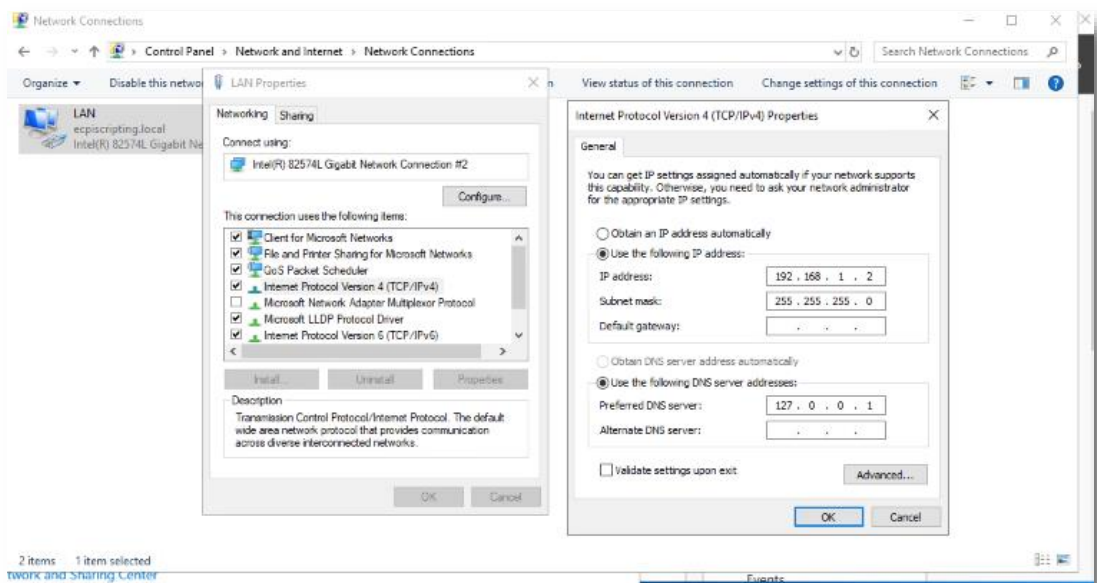 Network Connections
Control Panel > Network and Internet > Network Connections
Search Network Connections
Organize
Disable this netwo
n
View status of this connection
Change settings of this connection
LAN
ecpiscripting.local
Intel(R) 82574L Gigabit Ne
LAN Properties
Networking
Sharing
Connect using:
Intel(R) 82574L Gigabit Network Connection #2
Configure...
This connection uses the following items:
Client for Microsoft Networks
File and Printer Sharing for Microsoft Networks
QoS Packet Scheduler
Internet Protocol Version 4 (TCP/IPv4)
Microsoft Network Adapter Multiplexor Protocol
Microsoft LLDP Protocol Driver
Internet Protocol Version 6 (TCP/IPv6)
Install...
Uninstall
Properties
Description
Transmission Control Protocol/Internet Protocol. The default
wide area network protocol that provides communication
across diverse interconnected networks.
OK
Cancel
Internet Protocol Version 4 (TCP/IPv4) Properties
General
You can get IP settings assigned automatically if your network supports
this capability. Otherwise, you need to ask your network administrator
for the appropriate IP settings.
Obtain an IP address automatically
Use the following IP address:
IP address:
192 . 168 . 1 . 2
Subnet mask:
255 . 255 . 255 . 0
Default gateway:
. . .
Obtain DNS server address automatically
Use the following DNS server addresses:
Preferred DNS server:
127 . 0 . 0 . 1
Alternate DNS server:
. . .
Validate settings upon exit
Advanced...
OK
Cancel
2 items
1 item selected
twork and Sharing Center
Events